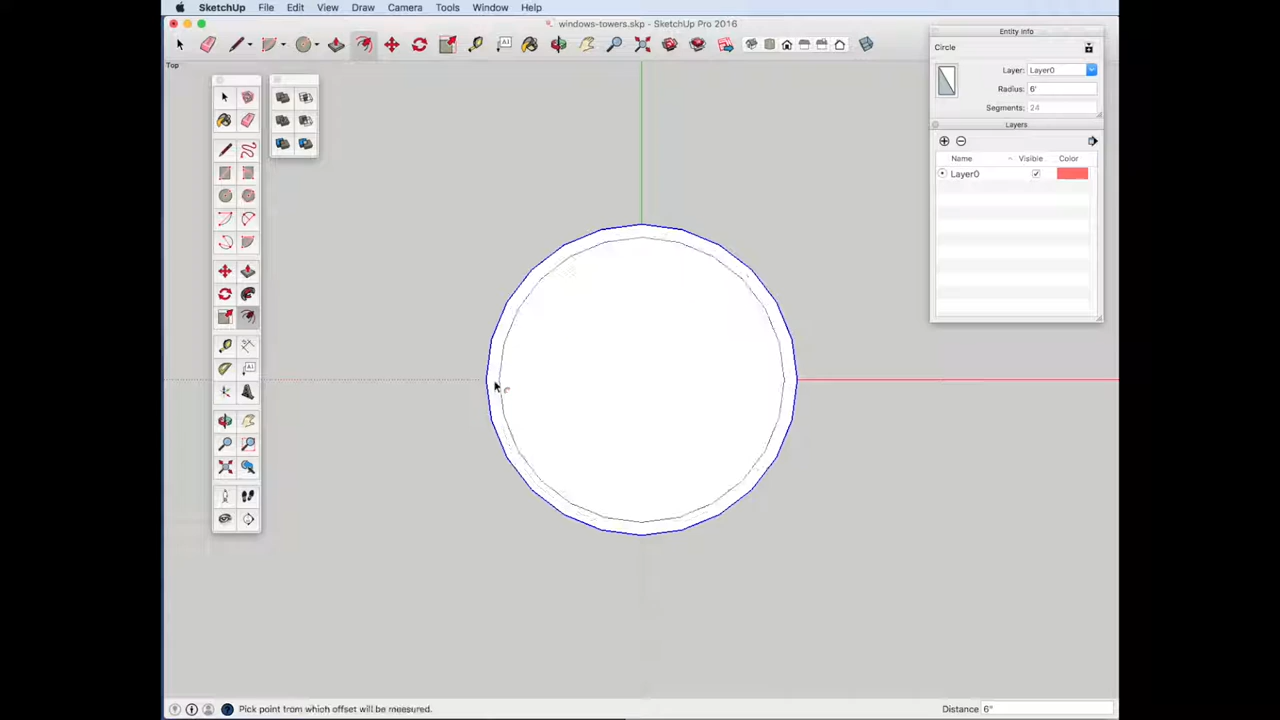 SketchUp File Edit View Draw Camera Tools Window Help
windows-towers.skp - SketchUp Pro 2016
Top
Entity Info
Circle
Layer: Layer0
Radius: 6'
Segments: 24
Layers
Name Visible Color
Layer0
Pick point from which offset will be measured.
Distance 6"